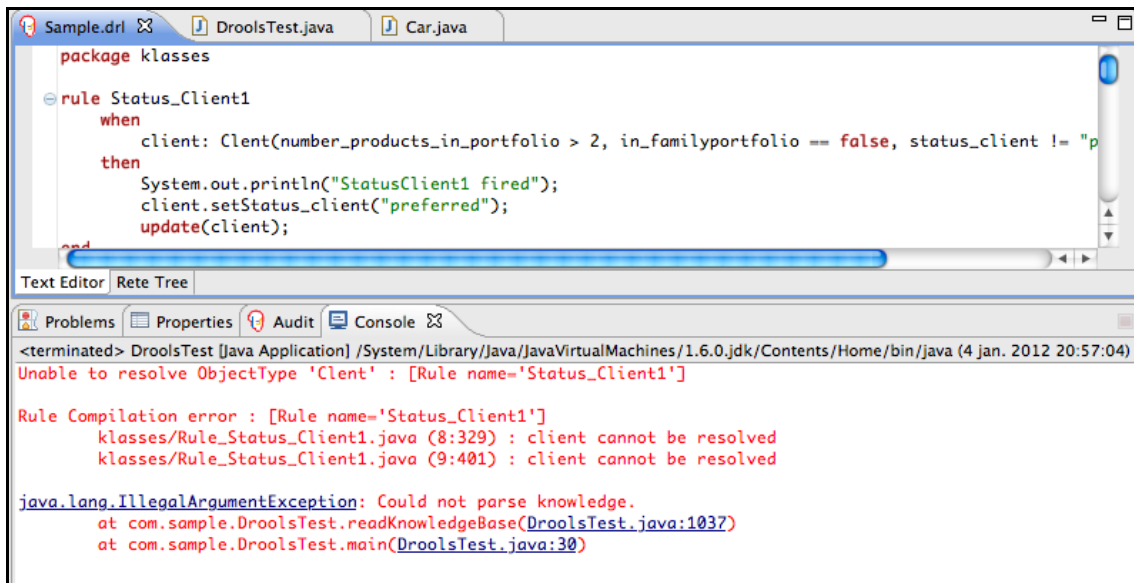 Sample.drl DroolsTest.java Car.java
package klasses
rule Status_Client1
when
client: Clent(number_products_in_portfolio > 2, in_familyportfolio == false, status_client != "p
then
System.out.println("StatusClient1 fired");
client.setStatus_client("preferred");
update(client);
end
Text Editor Rete Tree
Problems Properties Audit Console
<terminated> DroolsTest [Java Application] /System/Library/Java/JavaVirtualMachines/1.6.0.jdk/Contents/Home/bin/java (4 jan. 2012 20:57:04)
Unable to resolve ObjectType 'Clent' : [Rule name='Status_Client1']
Rule Compilation error : [Rule name='Status_Client1']
klasses/Rule_Status_Client1.java (8:329) : client cannot be resolved
klasses/Rule_Status_Client1.java (9:401) : client cannot be resolved
java.lang.IllegalArgumentException: Could not parse knowledge.
at com.sample.DroolsTest.readKnowledgeBase(DroolsTest.java:1037)
at com.sample.DroolsTest.main(DroolsTest.java:30)